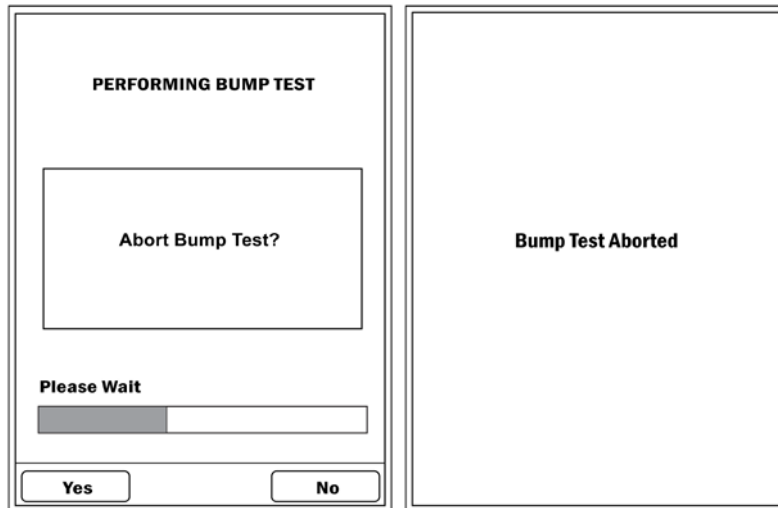 PERFORMING BUMP TEST
Abort Bump Test?
Please Wait
Yes
No
Bump Test Aborted